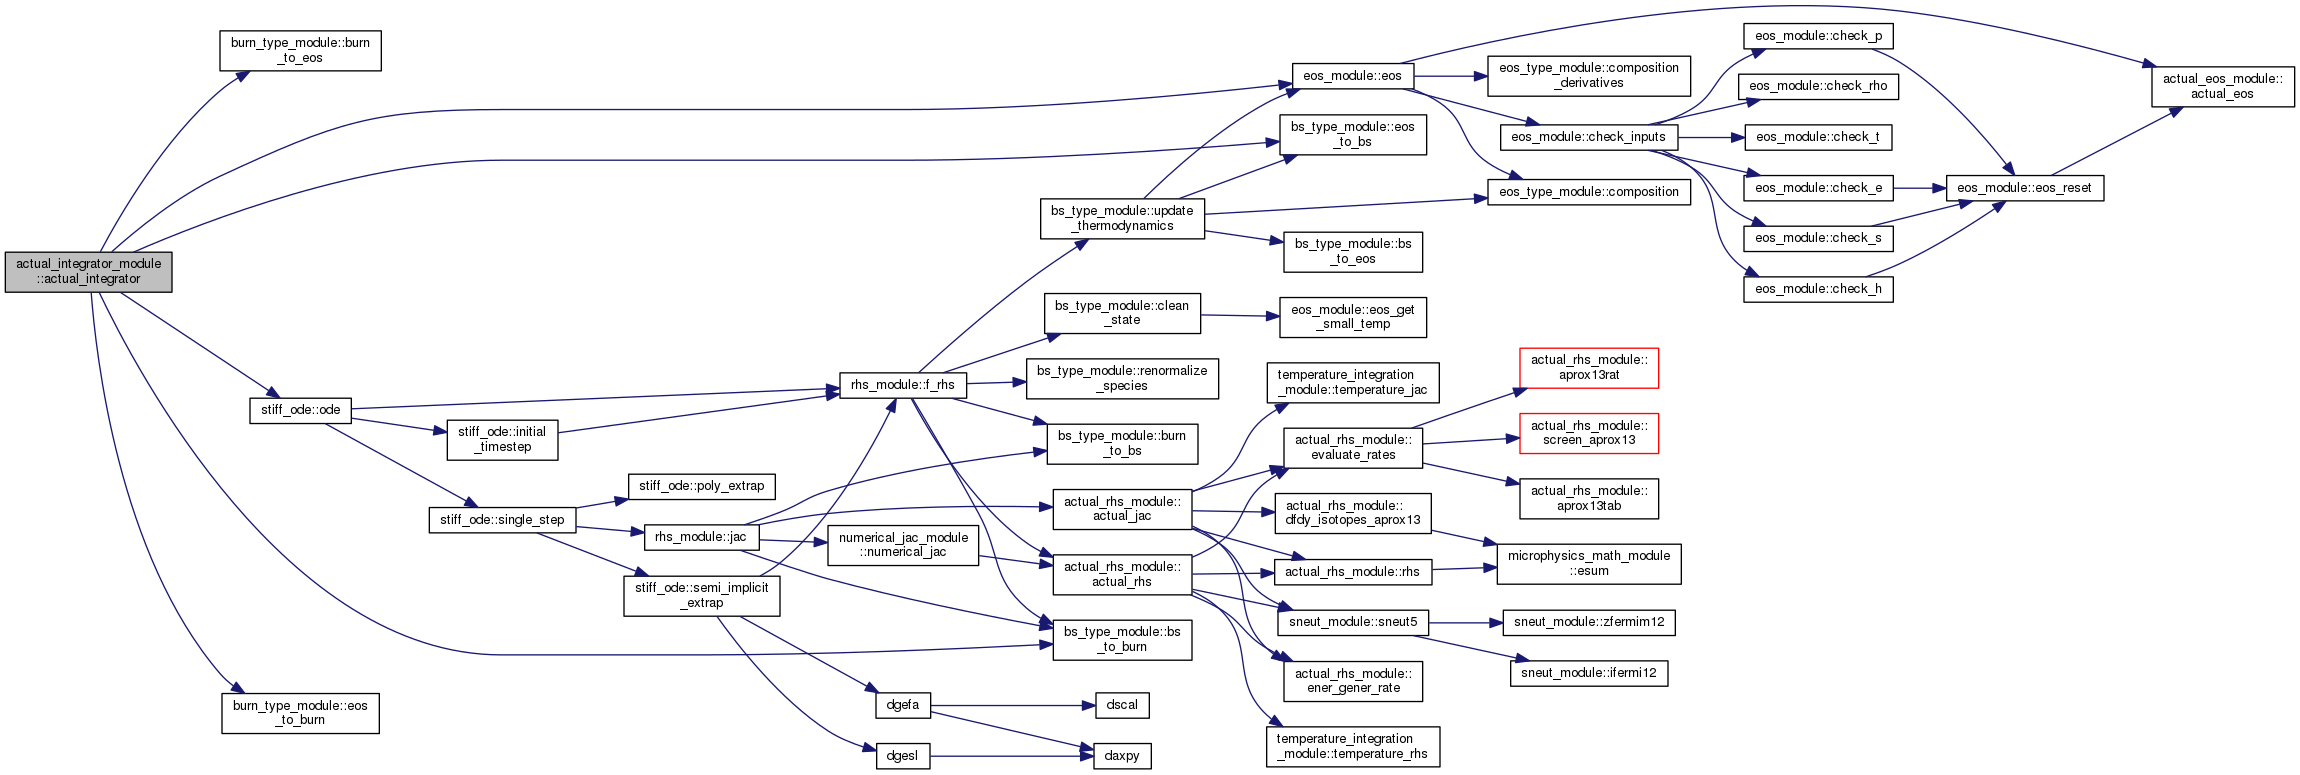 burn_type_module::burn
_to_eos
actual_integrator_module
::actual_integrator
burn_type_module::eos
_to_burn
stiff_ode::ode
stiff_ode::initial
_timestep
stiff_ode::single_step
stiff_ode::poly_extrap
rhs_module::jac
stiff_ode::semi_implicit
_extrap
rhs_module::f_rhs
numerical_jac_module
::numerical_jac
dgefa
dgesl
bs_type_module::update
_thermodynamics
bs_type_module::clean
_state
bs_type_module::renormalize
_species
bs_type_module::burn
_to_bs
actual_rhs_module::
actual_jac
actual_rhs_module::
actual_rhs
bs_type_module::bs
_to_burn
dscal
daxpy
eos_module::eos
bs_type_module::eos
_to_bs
bs_type_module::bs
_to_eos
eos_module::eos_get
_small_temp
temperature_integration
_module::temperature_jac
actual_rhs_module::
evaluate_rates
actual_rhs_module::
dfdy_isotopes_aprox13
actual_rhs_module::rhs
sneut_module::sneut5
actual_rhs_module::
ener_gener_rate
temperature_integration
_module::temperature_rhs
eos_type_module::composition
_derivatives
eos_module::check_inputs
eos_type_module::composition
actual_rhs_module::
aprox13rat
actual_rhs_module::
screen_aprox13
actual_rhs_module::
aprox13tab
microphysics_math_module
::esum
sneut_module::zfermim12
sneut_module::ifermi12
eos_module::check_p
eos_module::check_rho
eos_module::check_t
eos_module::check_e
eos_module::check_s
eos_module::check_h
eos_module::eos_reset
actual_eos_module::
actual_eos